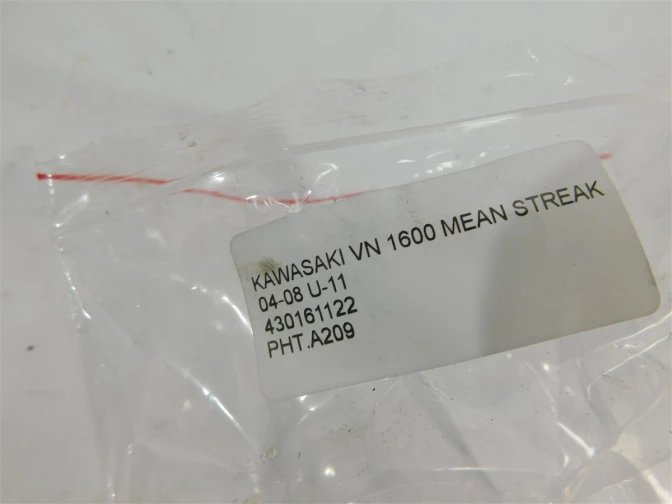 KAWASAKI VN 1600 MEAN STREAK
04-08 U-11
430161122
PHT.A209